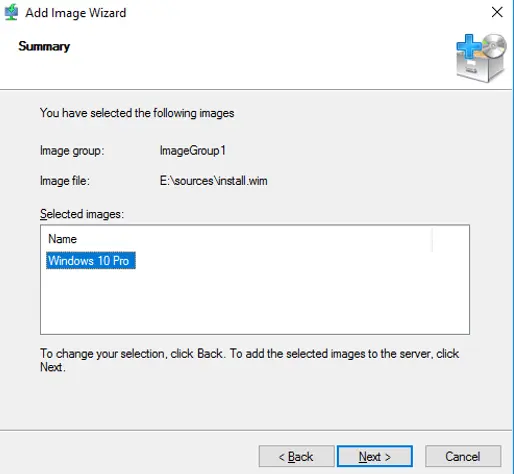 Add Image Wizard
Summary
You have selected the following images
Image group: ImageGroup1
Image file: E:\sources\install.wim
Selected images:
Name
Windows 10 Pro
To change your selection, click Back. To add the selected images to the server, click
Next.
< Back Next > Cancel